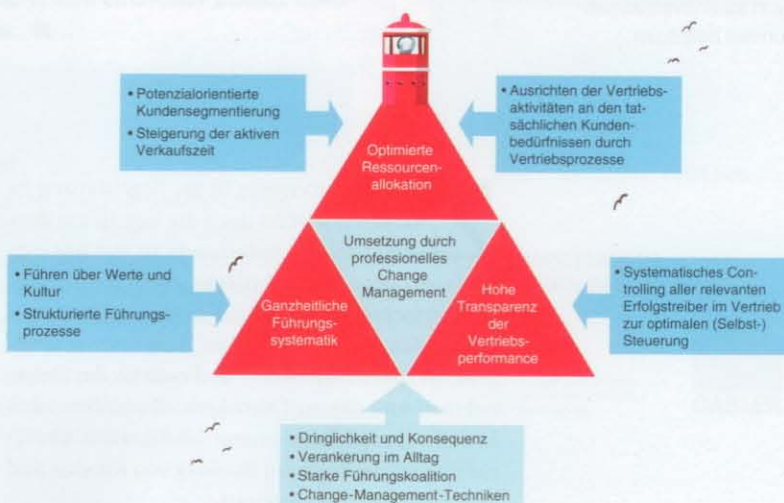 • Potenzialorientierte
Kundensegmentierung
• Steigerung der aktiven
Verkaufszeit
• Ausrichten der Vertriebs-
aktivitäten an den tat-
sächlichen Kunden-
bedürfnissen durch
Vertriebsprozesse
Optimierte
Ressourcen-
allokation
Umsetzung durch
professionelles
Change
Management
• Führen über Werte und
Kultur
• Strukturierte Führungs-
prozesse
Ganzheitliche
Führungs-
systematik
Hohe
Transparenz
der
Vertriebs-
performance
• Systematisches Con-
trolling aller relevanten
Erfolgstreiber im Vertrieb
zur optimalen (Selbst-)
Steuerung
• Dringlichkeit und Konsequenz
• Verankerung im Alltag
• Starke Führungskoalition
• Change-Management-Techniken